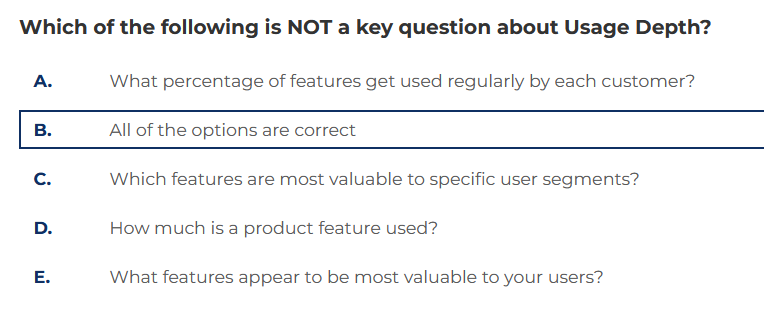 Which of the following is NOT a key question about Usage Depth?
A. What percentage of features get used regularly by each customer?
B. All of the options are correct
C. Which features are most valuable to specific user segments?
D. How much is a product feature used?
E. What features appear to be most valuable to your users?